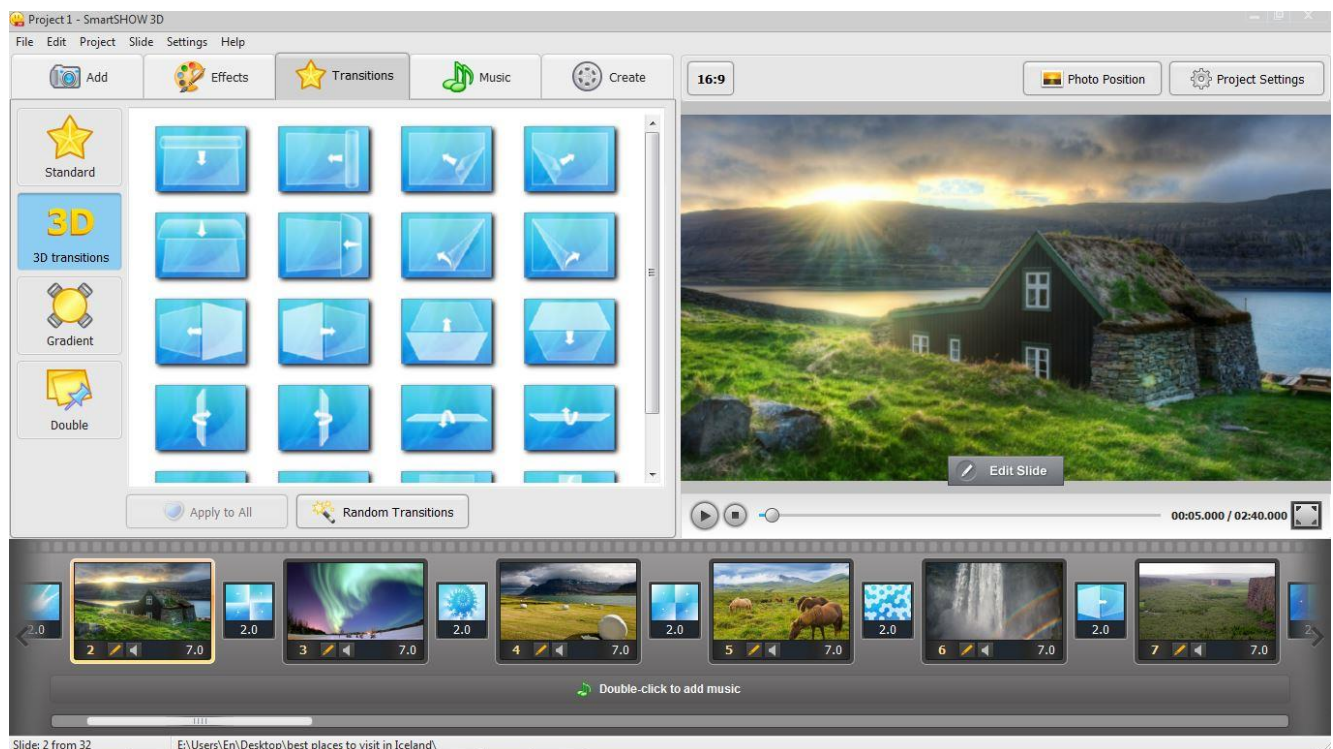 Project 1 - SmartSHOW 3D
File Edit Project Slide Settings Help
Add Effects Transitions Music Create
16:9 Photo Position Project Settings
Standard
3D
3D transitions
Gradient
Double
Apply to All Random Transitions
Edit Slide
00:05.000 / 02:40.000
2.0 2.0 2.0 2.0 2.0 2.0
2 7.0 3 7.0 4 7.0 5 7.0 6 7.0 7 7.0
Double-click to add music
Slide: 2 from 32 E:\Users\En\Desktop\best places to visit in Iceland\